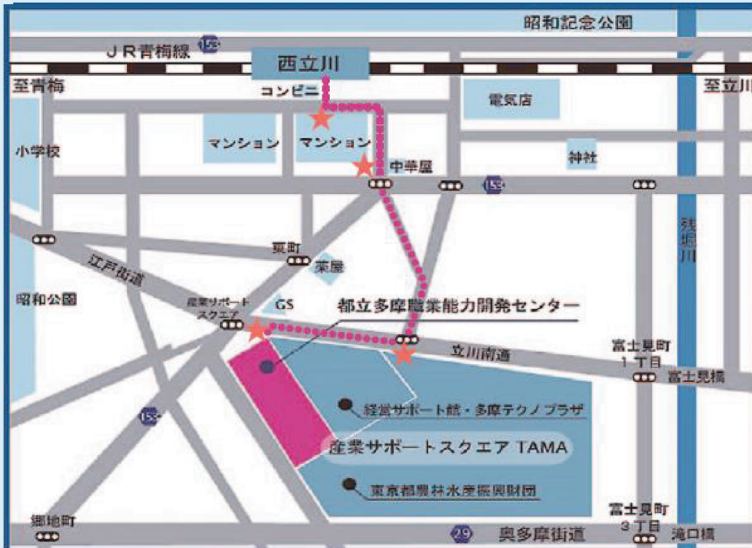 昭和記念公園
JR青梅線
153
西立川
至青梅
至立川
コンビニ
電気店
小学校
マンション
マンション
中華屋
神社
153
残堀川
東町
薬屋
江戸街道
昭和公園
産業サポート
スクエア
GS
都立多摩職業能力開発センター
立川南通
富士見町
1丁目
富士見橋
153
経営サポート館・多摩テクノプラザ
産業サポートスクエア TAMA
東京都農林水産振興財団
郷地町
29
奥多摩街道
富士見町
3丁目
滝口橋